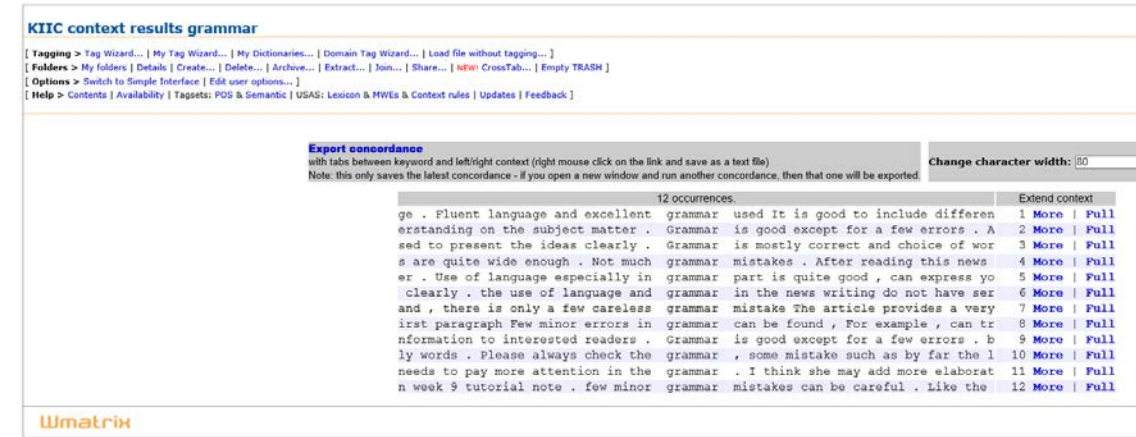 KIIC context results grammar
[ Tagging > Tag Wizard... | My Tag Wizard... | My Dictionaries... | Domain Tag Wizard... | Load file without tagging... ]
[ Folders > My folders | Details | Create... | Delete... | Archive... | Extract... | Join... | Share... | NEW! CrossTab... | Empty TRASH ]
[ Options > Switch to Simple Interface | Edit user options... ]
[ Help > Contents | Availability | Tagsets: POS & Semantic | USAS: Lexicon & MWEs & Context rules | Updates | Feedback ]
Export concordance
with tabs between keyword and left/right context (right mouse click on the link and save as a text file)
Note: this only saves the latest concordance - if you open a new window and run another concordance, then that one will be exported.
Change character width: 80
12 occurrences. Extend context
ge . Fluent language and excellent grammar used It is good to include differen 1 More | Full
erstanding on the subject matter . Grammar is good except for a few errors . A 2 More | Full
sed to present the ideas clearly . Grammar is mostly correct and choice of wor 3 More | Full
s are quite wide enough . Not much grammar mistakes . After reading this news 4 More | Full
er . Use of language especially in grammar part is quite good , can express yo 5 More | Full
clearly . the use of language and grammar in the news writing do not have ser 6 More | Full
and , there is only a few careless grammar mistake The article provides a very 7 More | Full
irst paragraph Few minor errors in grammar can be found , For example , can tr 8 More | Full
nformation to interested readers . Grammar is good except for a few errors . b 9 More | Full
ly words . Please always check the grammar , some mistake such as by far the l 10 More | Full
needs to pay more attention in the grammar . I think she may add more elaborat 11 More | Full
n week 9 tutorial note . few minor grammar mistakes can be careful . Like the 12 More | Full
Wmatrix